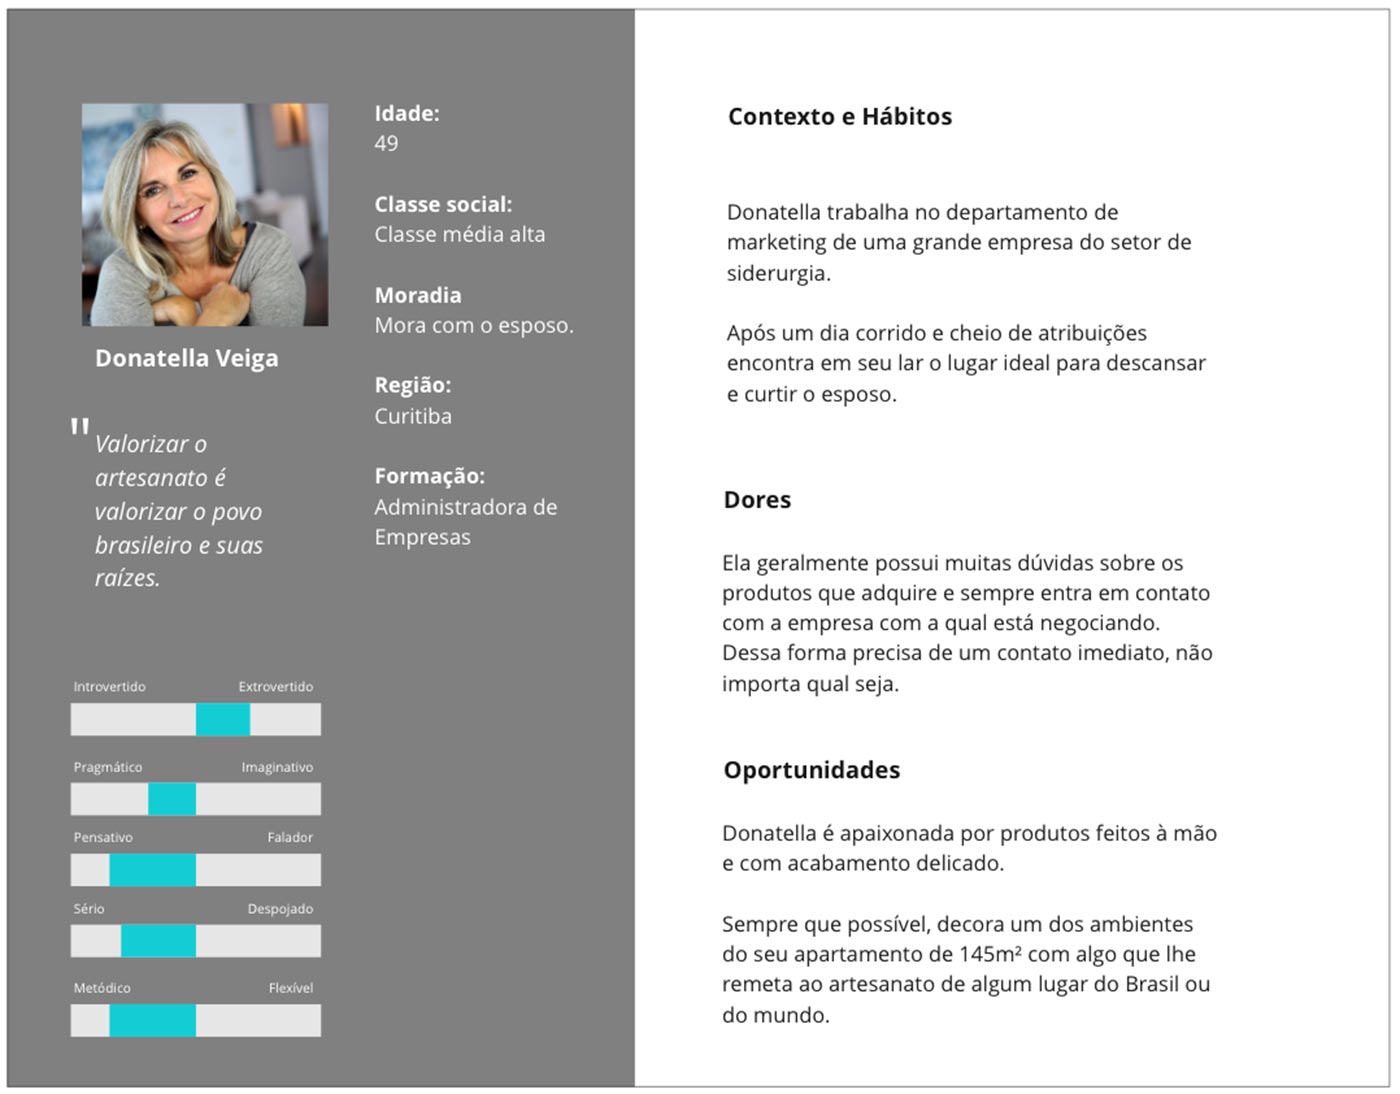 Donatella Veiga
"
Valorizar o
artesanato é
valorizar o povo
brasileiro e suas
raízes.
Introvertido Extrovertido
Pragmático Imaginativo
Pensativo Falador
Sério Despojado
Metódico Flexível
Idade:
49
Classe social:
Classe média alta
Moradia
Mora com o esposo.
Região:
Curitiba
Formação:
Administradora de
Empresas
Contexto e Hábitos
Donatella trabalha no departamento de
marketing de uma grande empresa do setor de
siderurgia.
Após um dia corrido e cheio de atribuições
encontra em seu lar o lugar ideal para descansar
e curtir o esposo.
Dores
Ela geralmente possui muitas dúvidas sobre os
produtos que adquire e sempre entra em contato
com a empresa com a qual está negociando.
Dessa forma precisa de um contato imediato, não
importa qual seja.
Oportunidades
Donatella é apaixonada por produtos feitos à mão
e com acabamento delicado.
Sempre que possível, decora um dos ambientes
do seu apartamento de 145m² com algo que lhe
remeta ao artesanato de algum lugar do Brasil ou
do mundo.